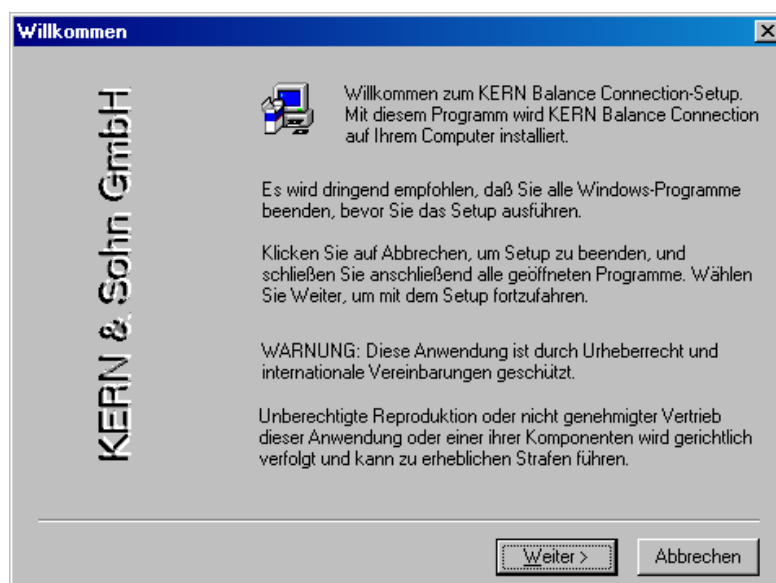 Willkommen
KERN & Sohn GmbH
Willkommen zum KERN Balance Connection-Setup.
Mit diesem Programm wird KERN Balance Connection
auf Ihrem Computer installiert.
Es wird dringend empfohlen, daß Sie alle Windows-Programme
beenden, bevor Sie das Setup ausführen.
Klicken Sie auf Abbrechen, um Setup zu beenden, und
schließen Sie anschließend alle geöffneten Programme. Wählen
Sie Weiter, um mit dem Setup fortzufahren.
WARNUNG: Diese Anwendung ist durch Urheberrecht und
internationale Vereinbarungen geschützt.
Unberechtigte Reproduktion oder nicht genehmigter Vertrieb
dieser Anwendung oder einer ihrer Komponenten wird gerichtlich
verfolgt und kann zu erheblichen Strafen führen.
Weiter >
Abbrechen